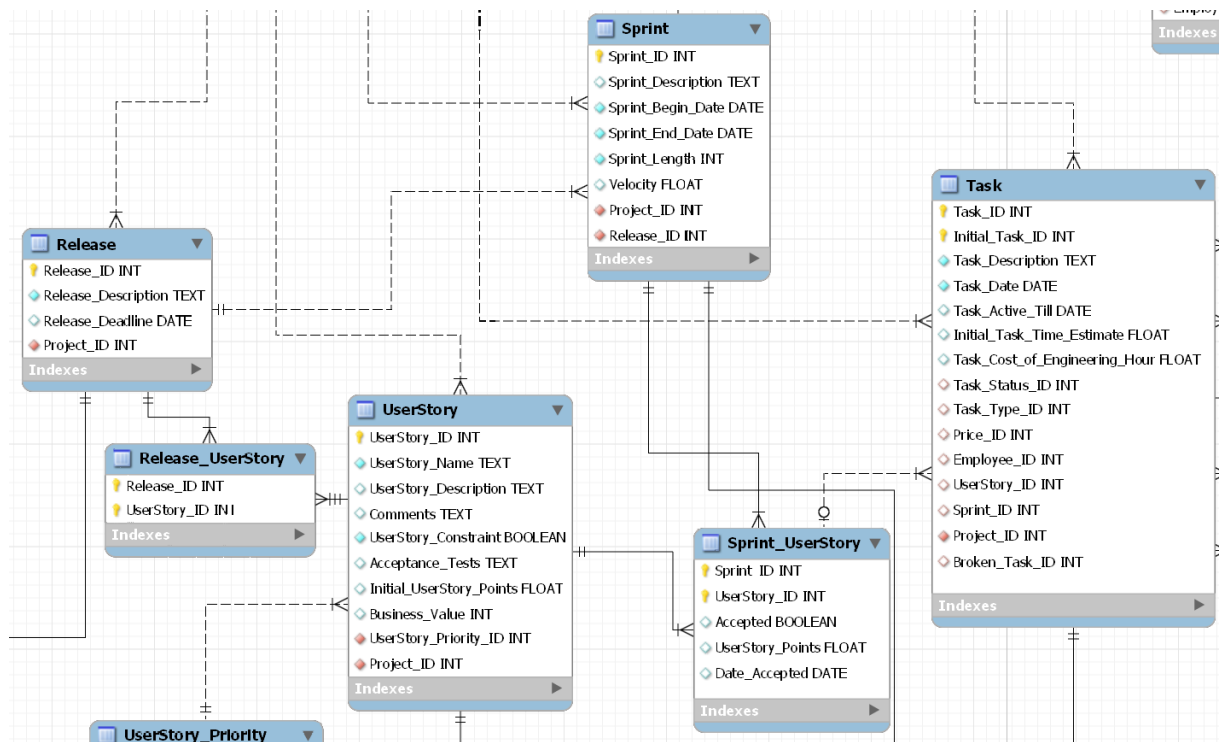 Indexes
Sprint
Sprint_ID INT
Sprint_Description TEXT
Sprint_Begin_Date DATE
Sprint_End_Date DATE
Sprint_Length INT
Velocity FLOAT
Project_ID INT
Release_ID INT
Indexes
Task
Task_ID INT
Initial_Task_ID INT
Task_Description TEXT
Task_Date DATE
Task_Active_Till DATE
Initial_Task_Time_Estimate FLOAT
Task_Cost_of_Engineering_Hour FLOAT
Task_Status_ID INT
Task_Type_ID INT
Price_ID INT
Employee_ID INT
UserStory_ID INT
Sprint_ID INT
Project_ID INT
Broken_Task_ID INT
Indexes
Release
Release_ID INT
Release_Description TEXT
Release_Deadline DATE
Project_ID INT
Indexes
UserStory
UserStory_ID INT
UserStory_Name TEXT
UserStory_Description TEXT
Comments TEXT
UserStory_Constraint BOOLEAN
Acceptance_Tests TEXT
Initial_UserStory_Points FLOAT
Business_Value INT
UserStory_Priority_ID INT
Project_ID INT
Indexes
Release_UserStory
Release_ID INT
UserStory_ID INT
Indexes
Sprint_UserStory
Sprint_ID INT
UserStory_ID INT
Accepted BOOLEAN
UserStory_Points FLOAT
Date_Accepted DATE
Indexes
UserStory_Priority